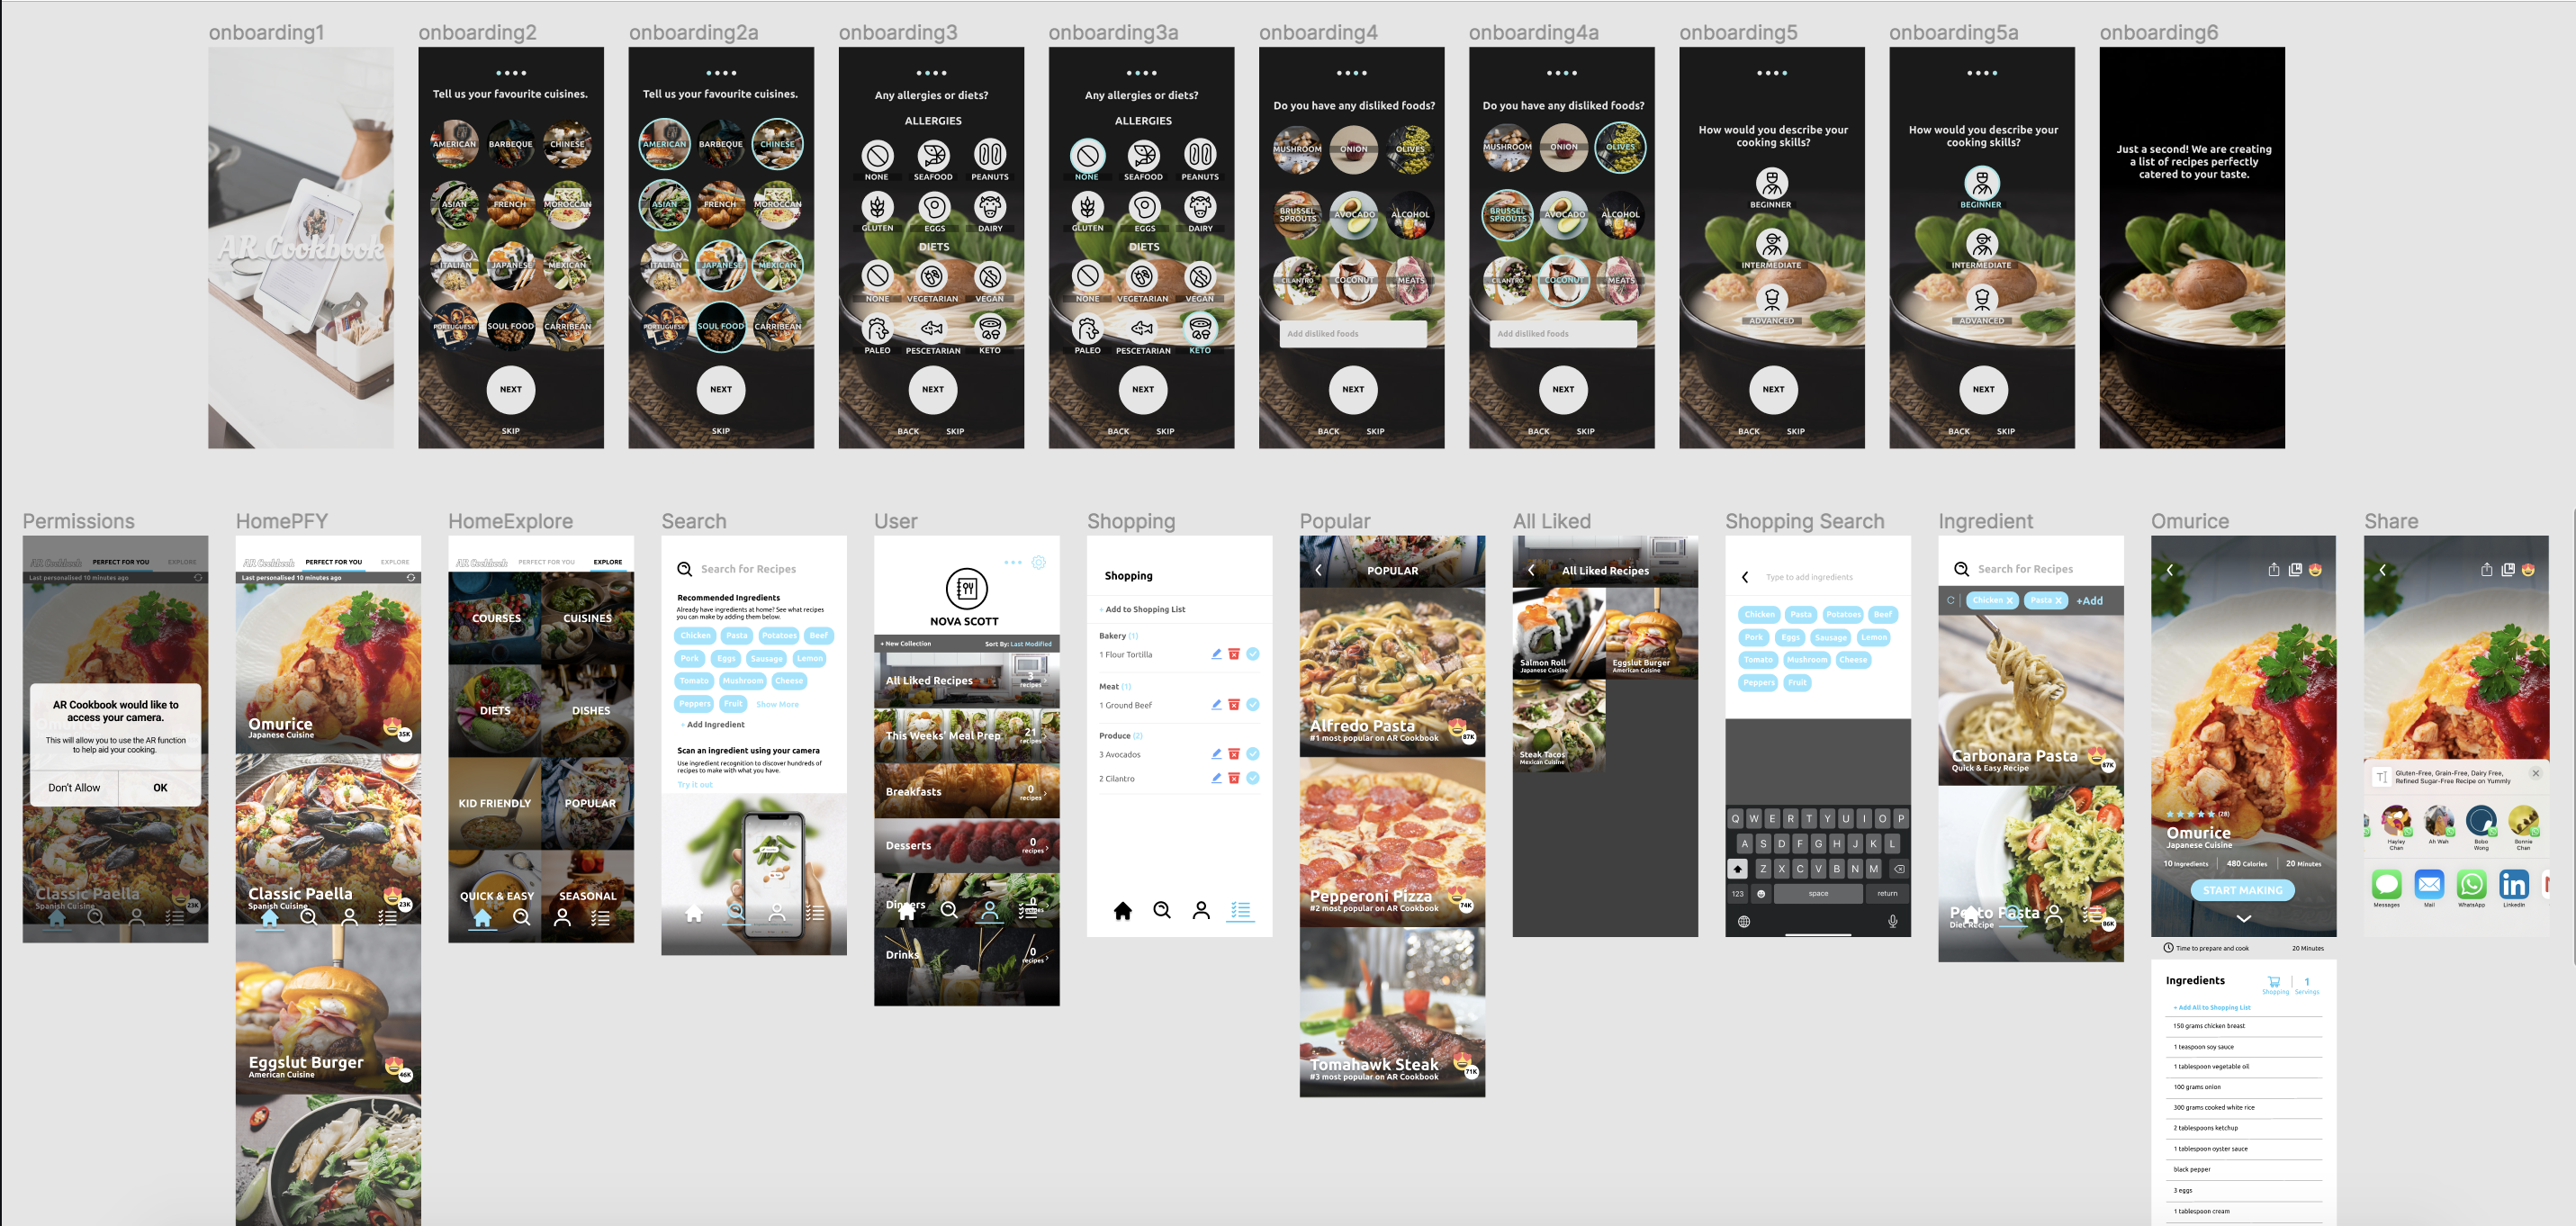 onboarding1
onboarding2
onboarding2a
onboarding3
onboarding3a
onboarding4
onboarding4a
onboarding5
onboarding5a
onboarding6
AR Cookbook
Tell us your favourite cuisines.
AMERICAN BARBEQUE CHINESE
ASIAN FRENCH MOROCCAN
ITALIAN JAPANESE MEXICAN
PORTUGUESE SOUL FOOD CARRIBEAN
NEXT
SKIP
Tell us your favourite cuisines.
AMERICAN BARBEQUE CHINESE
ASIAN FRENCH MOROCCAN
ITALIAN JAPANESE MEXICAN
PORTUGUESE SOUL FOOD CARRIBEAN
NEXT
SKIP
Any allergies or diets?
ALLERGIES
NONE SEAFOOD PEANUTS
GLUTEN EGGS DAIRY
DIETS
NONE VEGETARIAN VEGAN
PALEO PESCETARIAN KETO
NEXT
BACK SKIP
Any allergies or diets?
ALLERGIES
NONE SEAFOOD PEANUTS
GLUTEN EGGS DAIRY
DIETS
NONE VEGETARIAN VEGAN
PALEO PESCETARIAN KETO
NEXT
BACK SKIP
Do you have any disliked foods?
MUSHROOM ONION OLIVES
BRUSSEL
SPROUTS AVOCADO ALCOHOL
CILANTRO COCONUT MEATS
Add disliked foods
NEXT
BACK SKIP
Do you have any disliked foods?
MUSHROOM ONION OLIVES
BRUSSEL
SPROUTS AVOCADO ALCOHOL
CILANTRO COCONUT MEATS
Add disliked foods
NEXT
BACK SKIP
How would you describe your
cooking skills?
BEGINNER
INTERMEDIATE
ADVANCED
NEXT
BACK SKIP
How would you describe your
cooking skills?
BEGINNER
INTERMEDIATE
ADVANCED
NEXT
BACK SKIP
Just a second! We are creating
a list of recipes perfectly
catered to your taste.
Permissions
HomePFY
HomeExplore
Search
User
Shopping
Popular
All Liked
Shopping Search
Ingredient
Omurice
Share
AR Cookbook PERFECT FOR YOU EXPLORE
Last personalised 10 minutes ago
AR Cookbook would like to
access your camera.
This will allow you to use the AR function
to help aid your cooking.
Don't Allow OK
Classic Paella
Spanish Cuisine
23K
AR Cookbook PERFECT FOR YOU EXPLORE
Last personalised 10 minutes ago
Omurice
Japanese Cuisine
35K
Classic Paella
Spanish Cuisine
23K
Eggslut Burger
American Cuisine
46K
AR Cookbook PERFECT FOR YOU EXPLORE
COURSES CUISINES
DIETS DISHES
KID FRIENDLY POPULAR
QUICK & EASY SEASONAL
Search for Recipes
Recommended Ingredients
Already have ingredients at home? See what recipes
you can make by adding them below.
Chicken Pasta Potatoes Beef
Pork Eggs Sausage Lemon
Tomato Mushroom Cheese
Peppers Fruit Show More
+ Add Ingredient
Scan an ingredient using your camera
Use ingredient recognition to discover hundreds of
recipes to make with what you have.
Try it out
NOVA SCOTT
+ New Collection Sort By: Last Modified
All Liked Recipes 3
recipes
This Weeks' Meal Prep 21
recipes
Breakfasts 0
recipes
Desserts 0
recipes
Dinners 0
Drinks 0
recipes
Shopping
+ Add to Shopping List
Bakery (1)
1 Flour Tortilla
Meat (1)
1 Ground Beef
Produce (2)
3 Avocados
2 Cilantro
POPULAR
Alfredo Pasta
#1 most popular on AR Cookbook
87K
Pepperoni Pizza
#2 most popular on AR Cookbook
74K
Tomahawk Steak
#3 most popular on AR Cookbook
71K
All Liked Recipes
Salmon Roll
Japanese Cuisine
Eggslut Burger
American Cuisine
Steak Tacos
Mexican Cuisine
Type to add ingredients
Chicken Pasta Potatoes Beef
Pork Eggs Sausage Lemon
Tomato Mushroom Cheese
Peppers Fruit
Q W E R T Y U I O P
A S D F G H J K L
Z X C V B N M
123 space return
Search for Recipes
Chicken X Pasta X +Add
Carbonara Pasta
Quick & Easy Recipe
87K
Pesto Pasta
Diet Recipe
86K
(28)
Omurice
Japanese Cuisine
10 Ingredients 480 Calories 20 Minutes
START MAKING
Time to prepare and cook 20 Minutes
Ingredients 1
Shopping Servings
+ Add All to Shopping List
150 grams chicken breast
1 teaspoon soy sauce
1 tablespoon vegetable oil
100 grams onion
300 grams cooked white rice
2 tablespoons ketchup
1 tablespoon oyster sauce
black pepper
3 eggs
1 tablespoon cream
Gluten-Free, Grain-Free, Dairy Free,
Refined Sugar-Free Recipe on Yummly
Hayley
Chan
Ah Wah
Bobo
Wong
Bonnie
Chan
Messages Mail WhatsApp LinkedIn